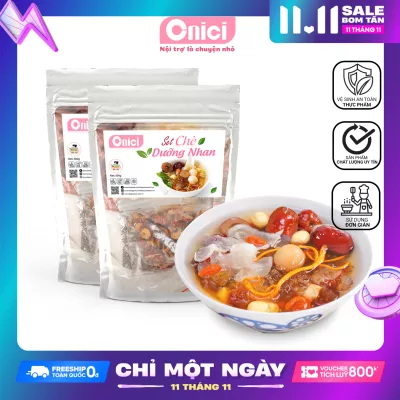 Onici
Nội trợ là chuyện nhỏ
11.11 SALE
BOM TẤN
11 THÁNG 11
VỆ SINH AN TOÀN
THỰC PHẨM
SẢN PHẨM
CHẤT LƯỢNG UY TÍN
SỬ DỤNG
ĐƠN GIẢN
Onici
Onici
Set Chè
Dưỡng Nhan
FREESHIP 0Đ
TOÀN QUỐC
CHỈ MỘT NGÀY
11 THÁNG 11
VOUCHER 800K
TÍCH LŨY